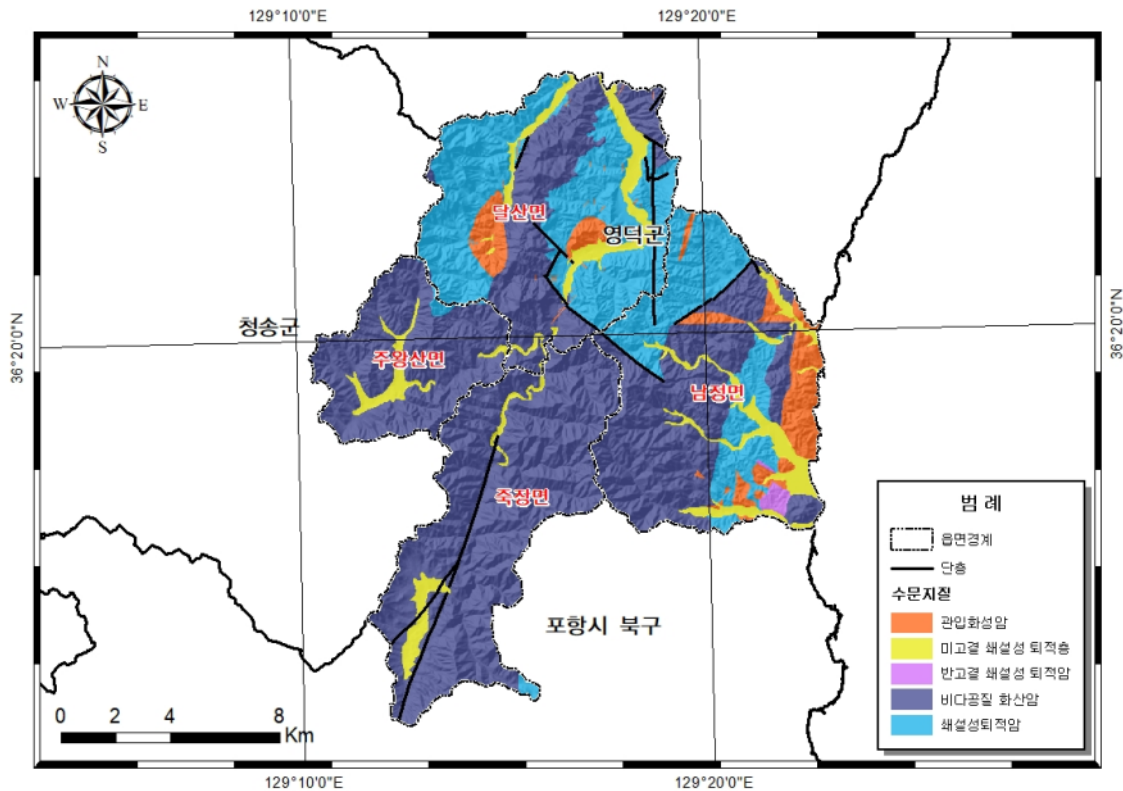 129°10'0"E
129°20'0"E
N
W
E
S
달산면
영덕군
청송군
36°20'0"N
36°20'0"N
주왕산면
남정면
죽장면
포항시 북구
범 례
읍면경계
단층
수문지질
관입화성암
미고결 쇄설성 퇴적층
반고결 쇄설성 퇴적암
비다공질 화산암
쇄설성퇴적암
0 2 4 8
Km
129°10'0"E
129°20'0"E